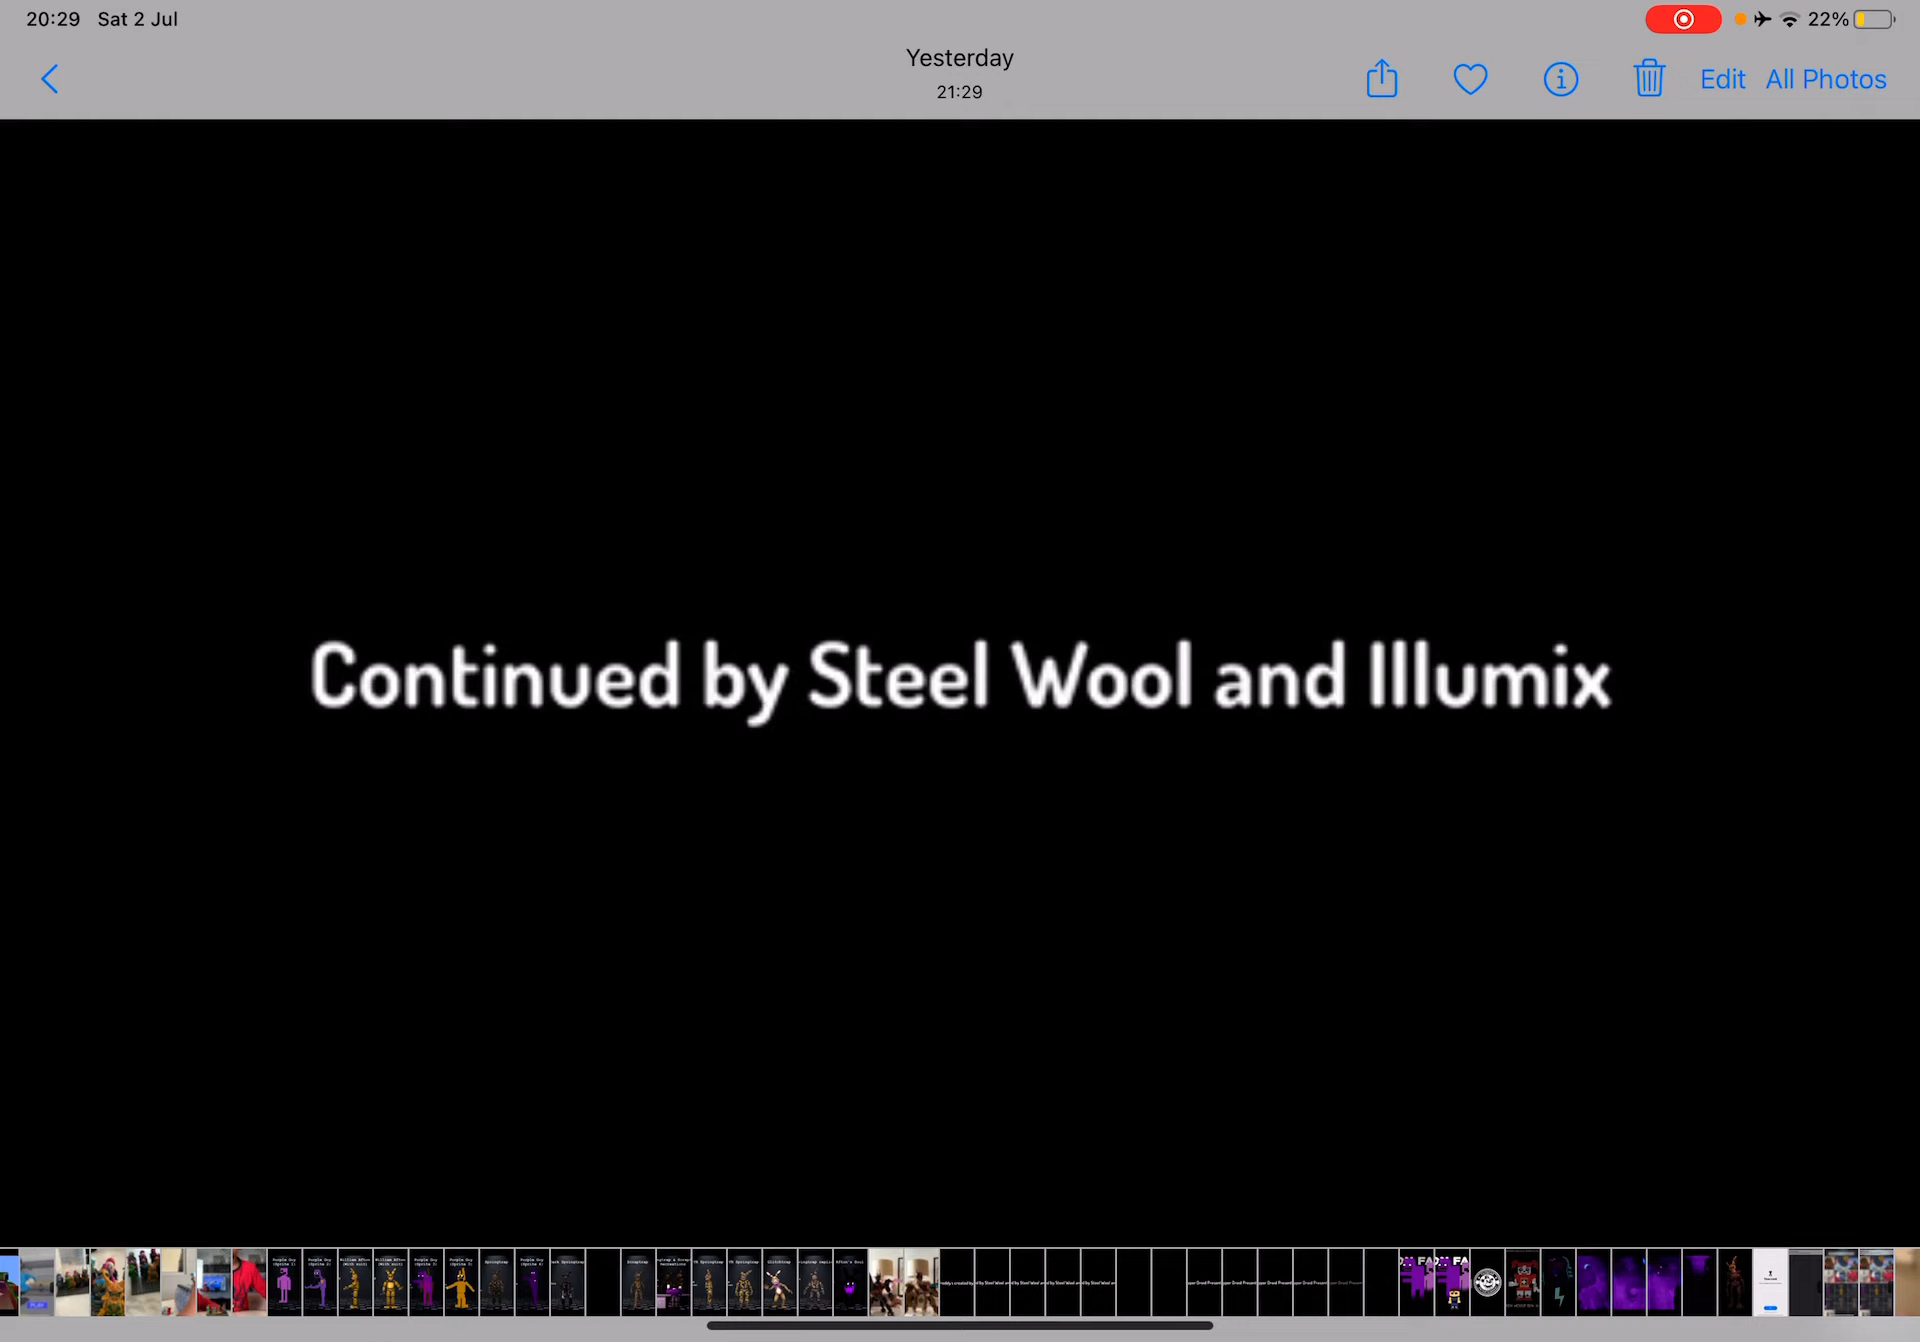 20:29 Sat 2 Jul
22%
Yesterday
21:29
Edit All Photos
Continued by Steel Wool and Illumix